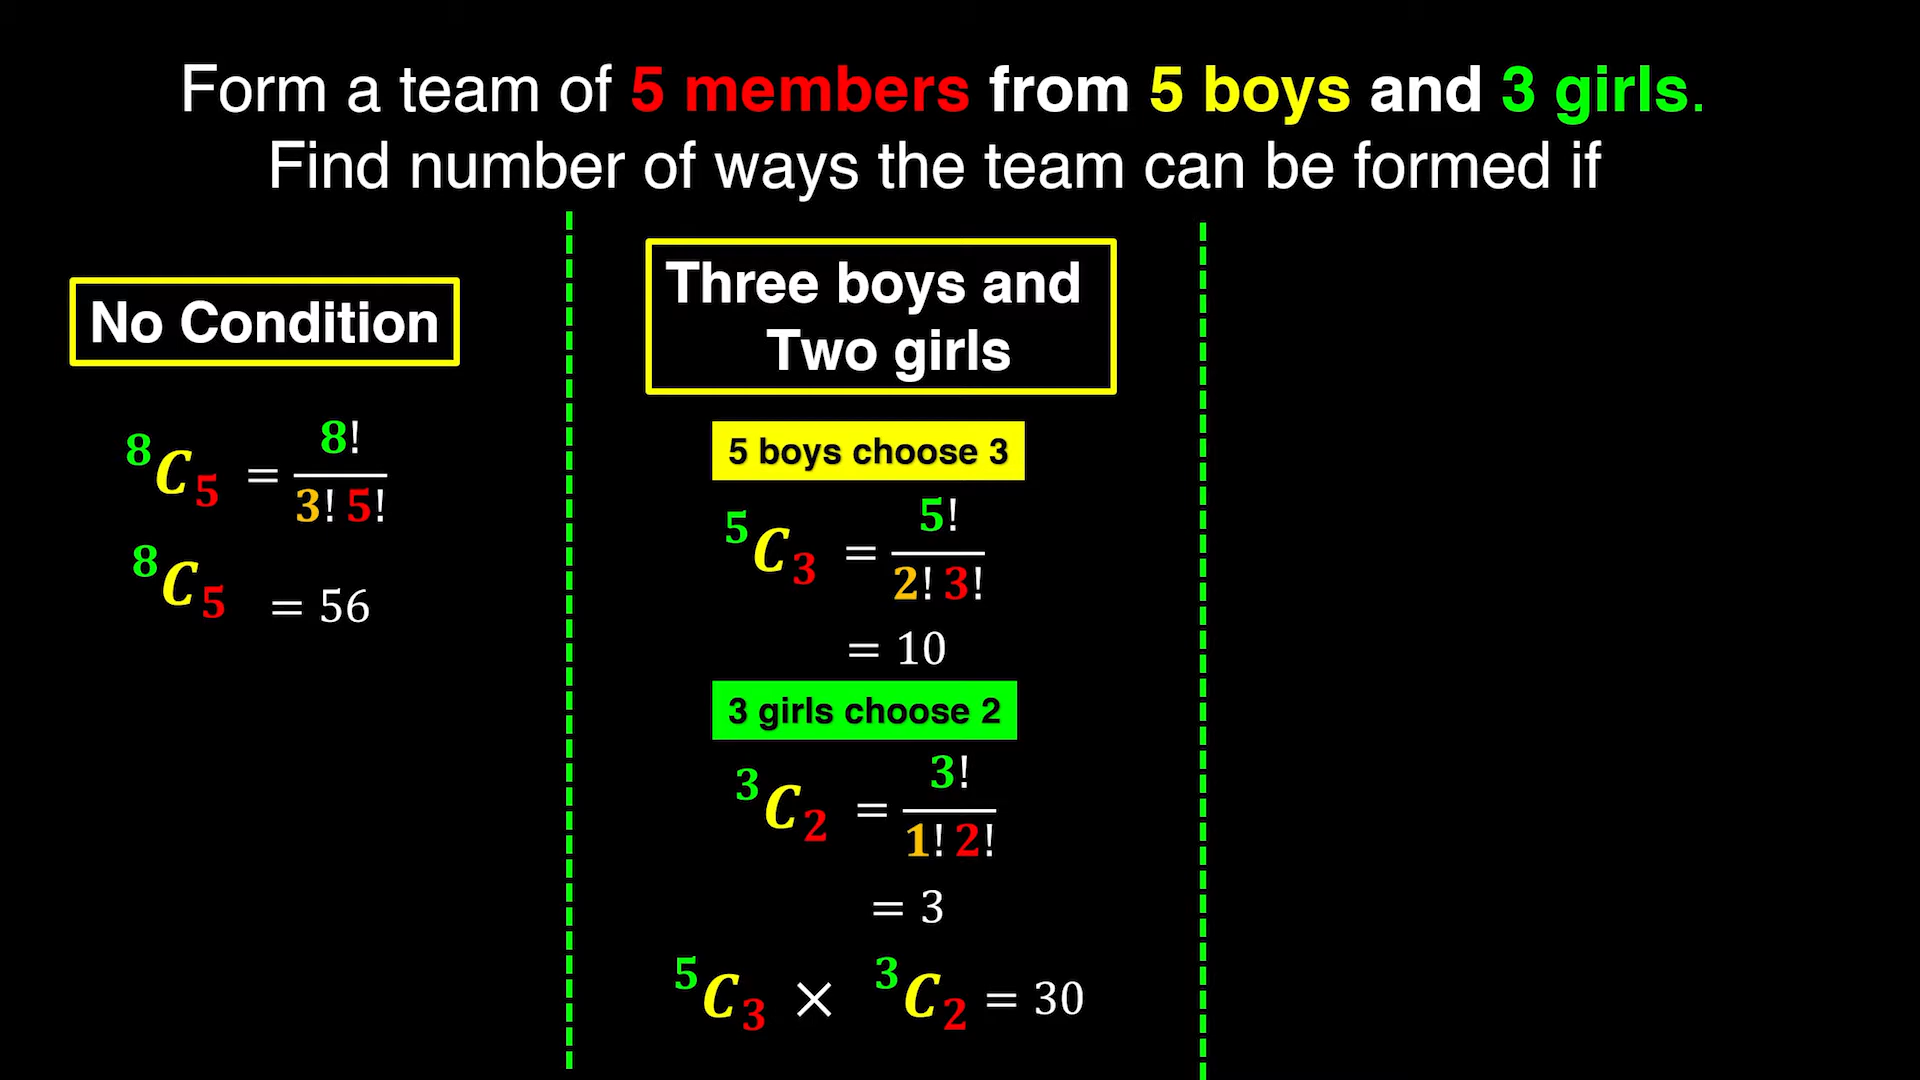 Form a team of 5 members from 5 boys and 3 girls.
Find number of ways the team can be formed if
No Condition
⁸C₅ = 8!/3! 5!
⁸C₅ = 56
Three boys and
Two girls
5 boys choose 3
⁵C₃ = 5!/2! 3!
= 10
3 girls choose 2
³C₂ = 3!/1! 2!
= 3
⁵C₃ × ³C₂ = 30